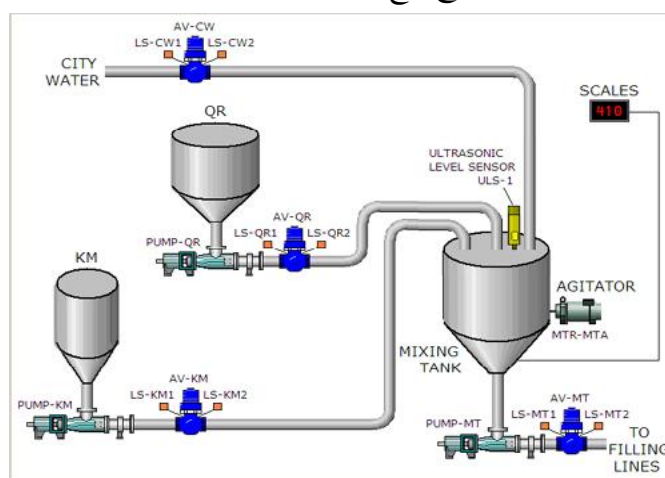 AV-CW
LS-CW1
LS-CW2
CITY
WATER
SCALES
410
QR
ULTRASONIC
LEVEL SENSOR
ULS-1
AV-QR
LS-QR1
LS-QR2
PUMP-QR
KM
AGITATOR
MTR-MTA
MIXING
TANK
AV-KM
LS-KM1
LS-KM2
PUMP-KM
AV-MT
LS-MT1
LS-MT2
PUMP-MT
TO
FILLING
LINES